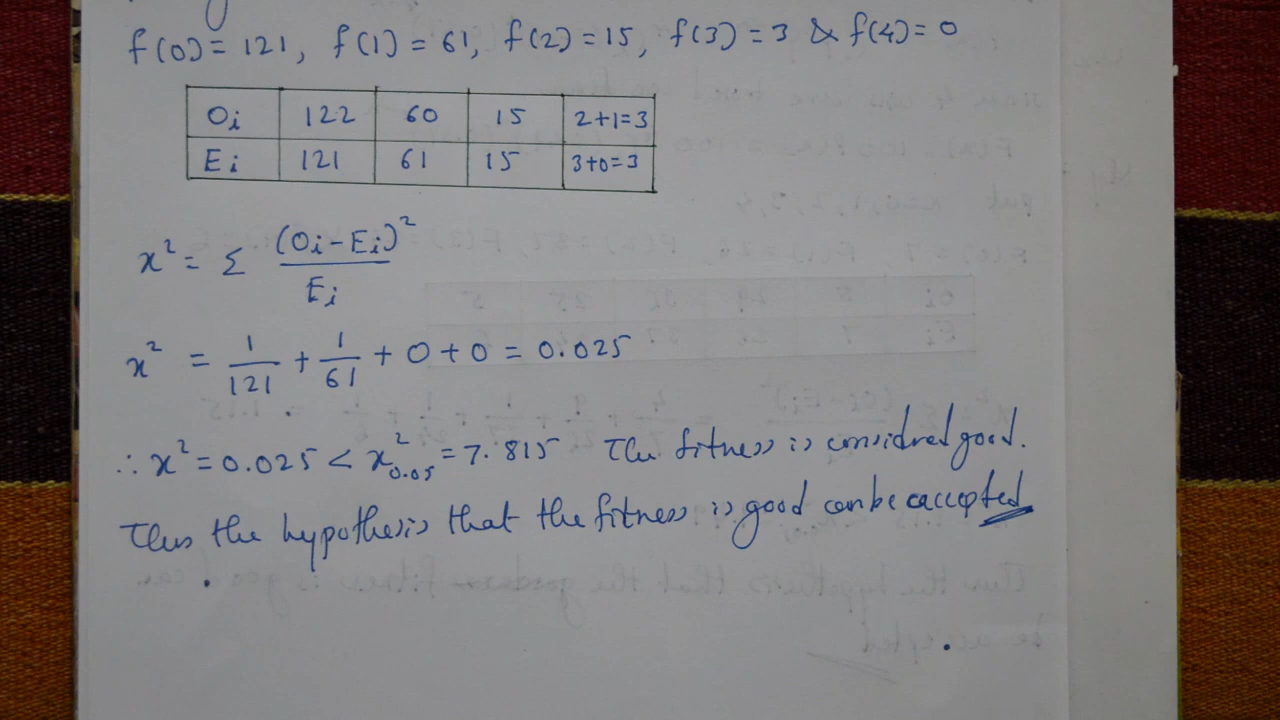 f(0) = 121, f(1) = 61, f(2) = 15, f(3) = 3 & f(4) = 0
Oi 122 60 15 2+1=3
Ei 121 61 15 3+0=3
x² = Σ (Oi - Ei)² / Ei
x² = 1/121 + 1/61 + 0 + 0 = 0.025
∴ x² = 0.025 < x²0.05 = 7.815 The fitness is considred good.
Thus the hypothesis that the fitness is good can be accepted